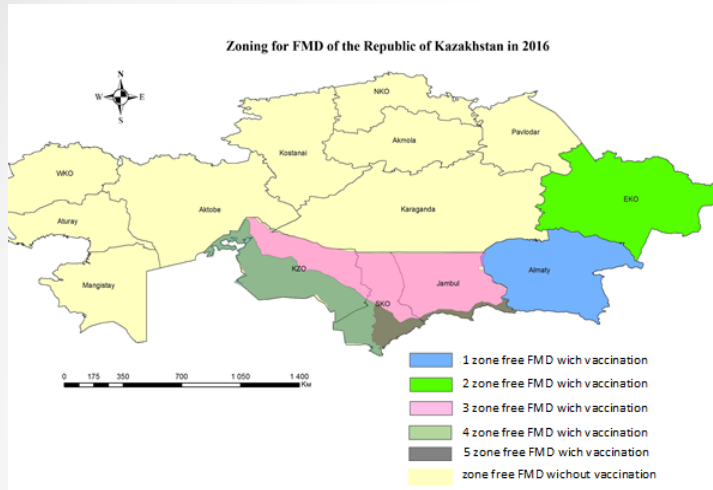 Zoning for FMD of the Republic of Kazakhstan in 2016
N
W E
S
NKO
Kostanai
Akmola
Pavlodar
WKO
Aktobe
Karaganda
EKO
Aturay
Mangistay
KZO
SKO
Jambul
Almaty
0 175 350 700 1 050 1 400
Км
1 zone free FMD wich vaccination
2 zone free FMD wich vaccination
3 zone free FMD wich vaccination
4 zone free FMD wich vaccination
5 zone free FMD wich vaccination
zone free FMD without vaccination